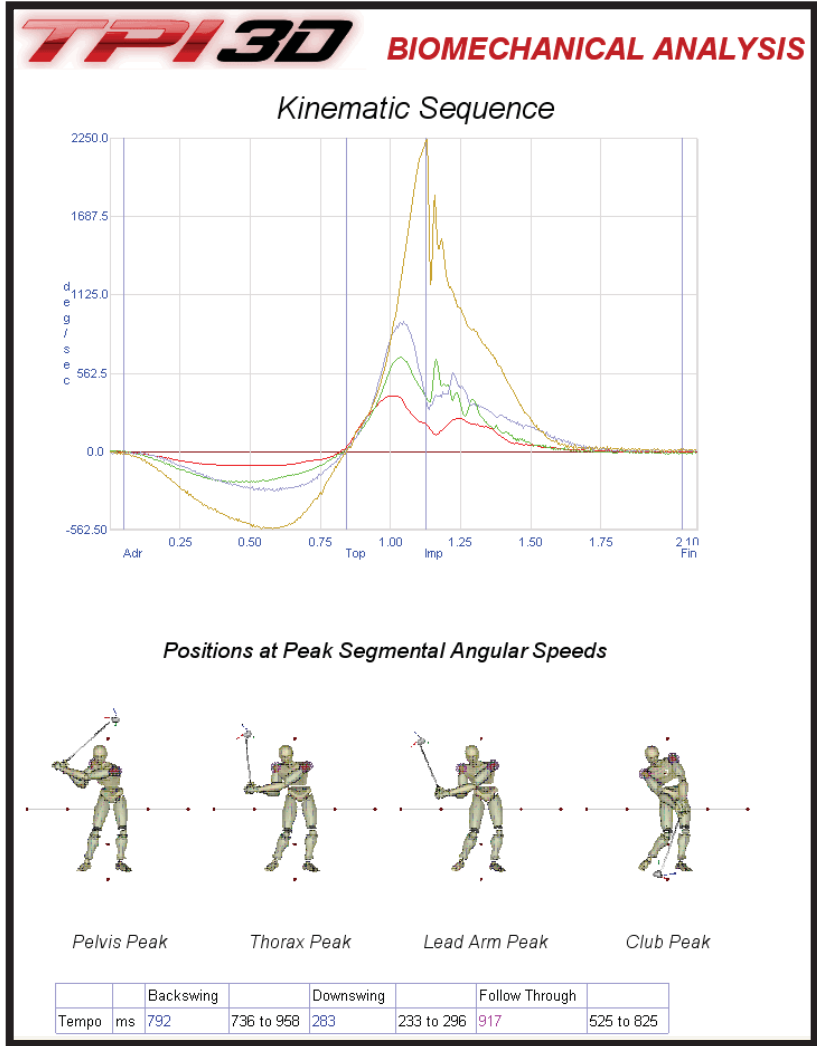 TPI3D BIOMECHANICAL ANALYSIS
Kinematic Sequence
2250.0
1687.5
1125.0
562.5
0.0
-562.50
deg/sec
0.25 0.50 0.75 1.00 1.25 1.50 1.75 2.10
Adr Top Imp Fin
Positions at Peak Segmental Angular Speeds
Pelvis Peak Thorax Peak Lead Arm Peak Club Peak
Backswing Downswing Follow Through
Tempo ms 792 736 to 958 283 233 to 296 917 525 to 825